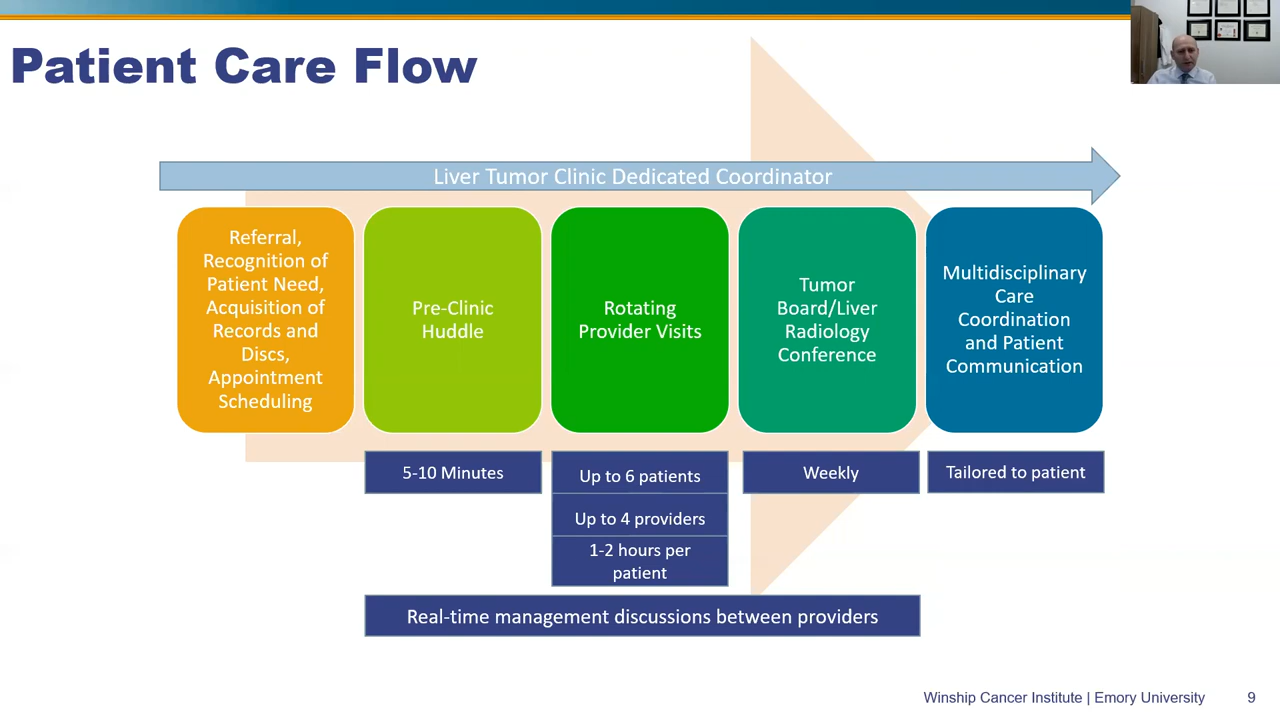 Patient Care Flow
Liver Tumor Clinic Dedicated Coordinator
Referral,
Recognition of
Patient Need,
Acquisition of
Records and
Discs,
Appointment
Scheduling
Pre-Clinic
Huddle
Rotating
Provider Visits
Tumor
Board/Liver
Radiology
Conference
Multidisciplinary
Care
Coordination
and Patient
Communication
5-10 Minutes
Up to 6 patients
Up to 4 providers
1-2 hours per
patient
Weekly
Tailored to patient
Real-time management discussions between providers
Winship Cancer Institute | Emory University
9